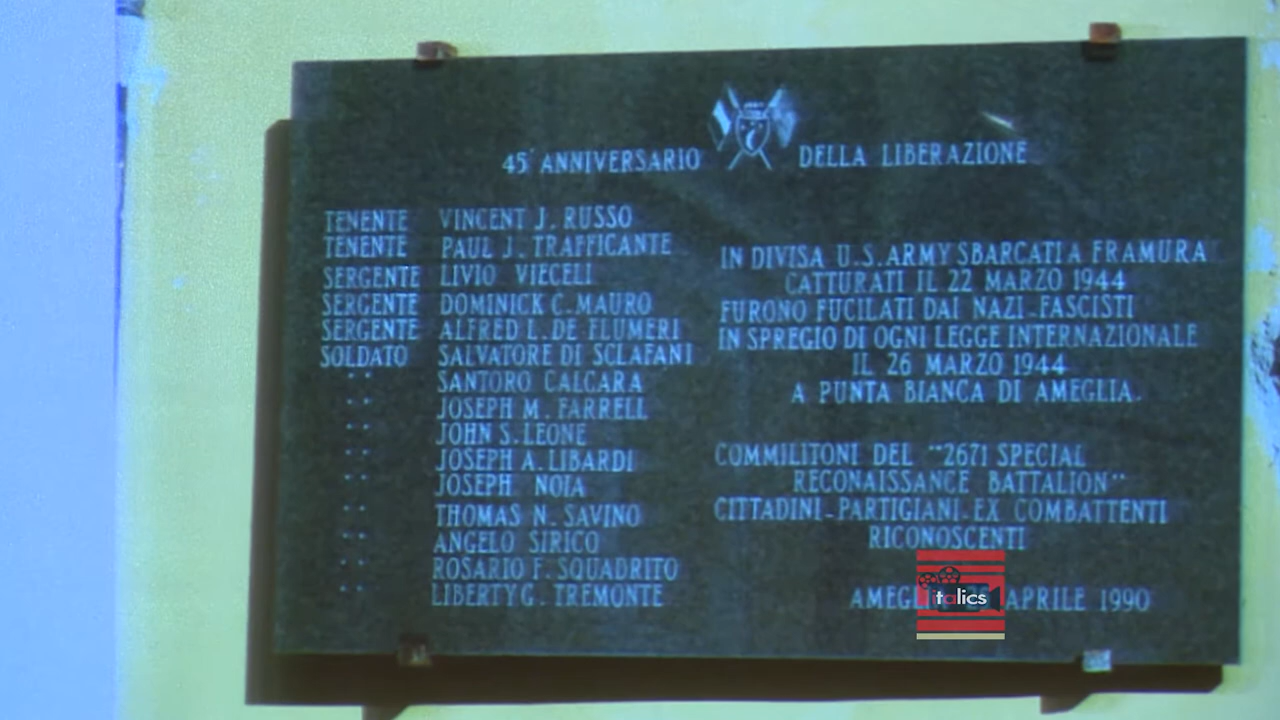 45° ANNIVERSARIO DELLA LIBERAZIONE
TENENTE VINCENT J. RUSSO
TENENTE PAUL J. TRAFFICANTE
SERGENTE LIVIO VIECELI
SERGENTE DOMINICK C. MAURO
SERGENTE ALFRED L. DE FLUMERI
SOLDATO SALVATORE DI SCLAFANI
" SANTORO CALCARA
" JOSEPH M. FARRELL
" JOHN S. LEONE
" JOSEPH A. LIBARDI
" JOSEPH NOIA
" THOMAS N. SAVINO
" ANGELO SIRICO
" ROSARIO F. SQUADRITO
" LIBERTY G. TREMONTE
IN DIVISA U.S. ARMY SBARCATI A FRAMURA
CATTURATI IL 22 MARZO 1944
FURONO FUCILATI DAI NAZI-FASCISTI
IN SPREGIO DI OGNI LEGGE INTERNAZIONALE
IL 26 MARZO 1944
A PUNTA BIANCA DI AMEGLIA.
COMMILITONI DEL "2671 SPECIAL
RECONAISSANCE BATTALION"
CITTADINI-PARTIGIANI-EX COMBATTENTI
RICONOSCENTI
APRILE 1990
italics